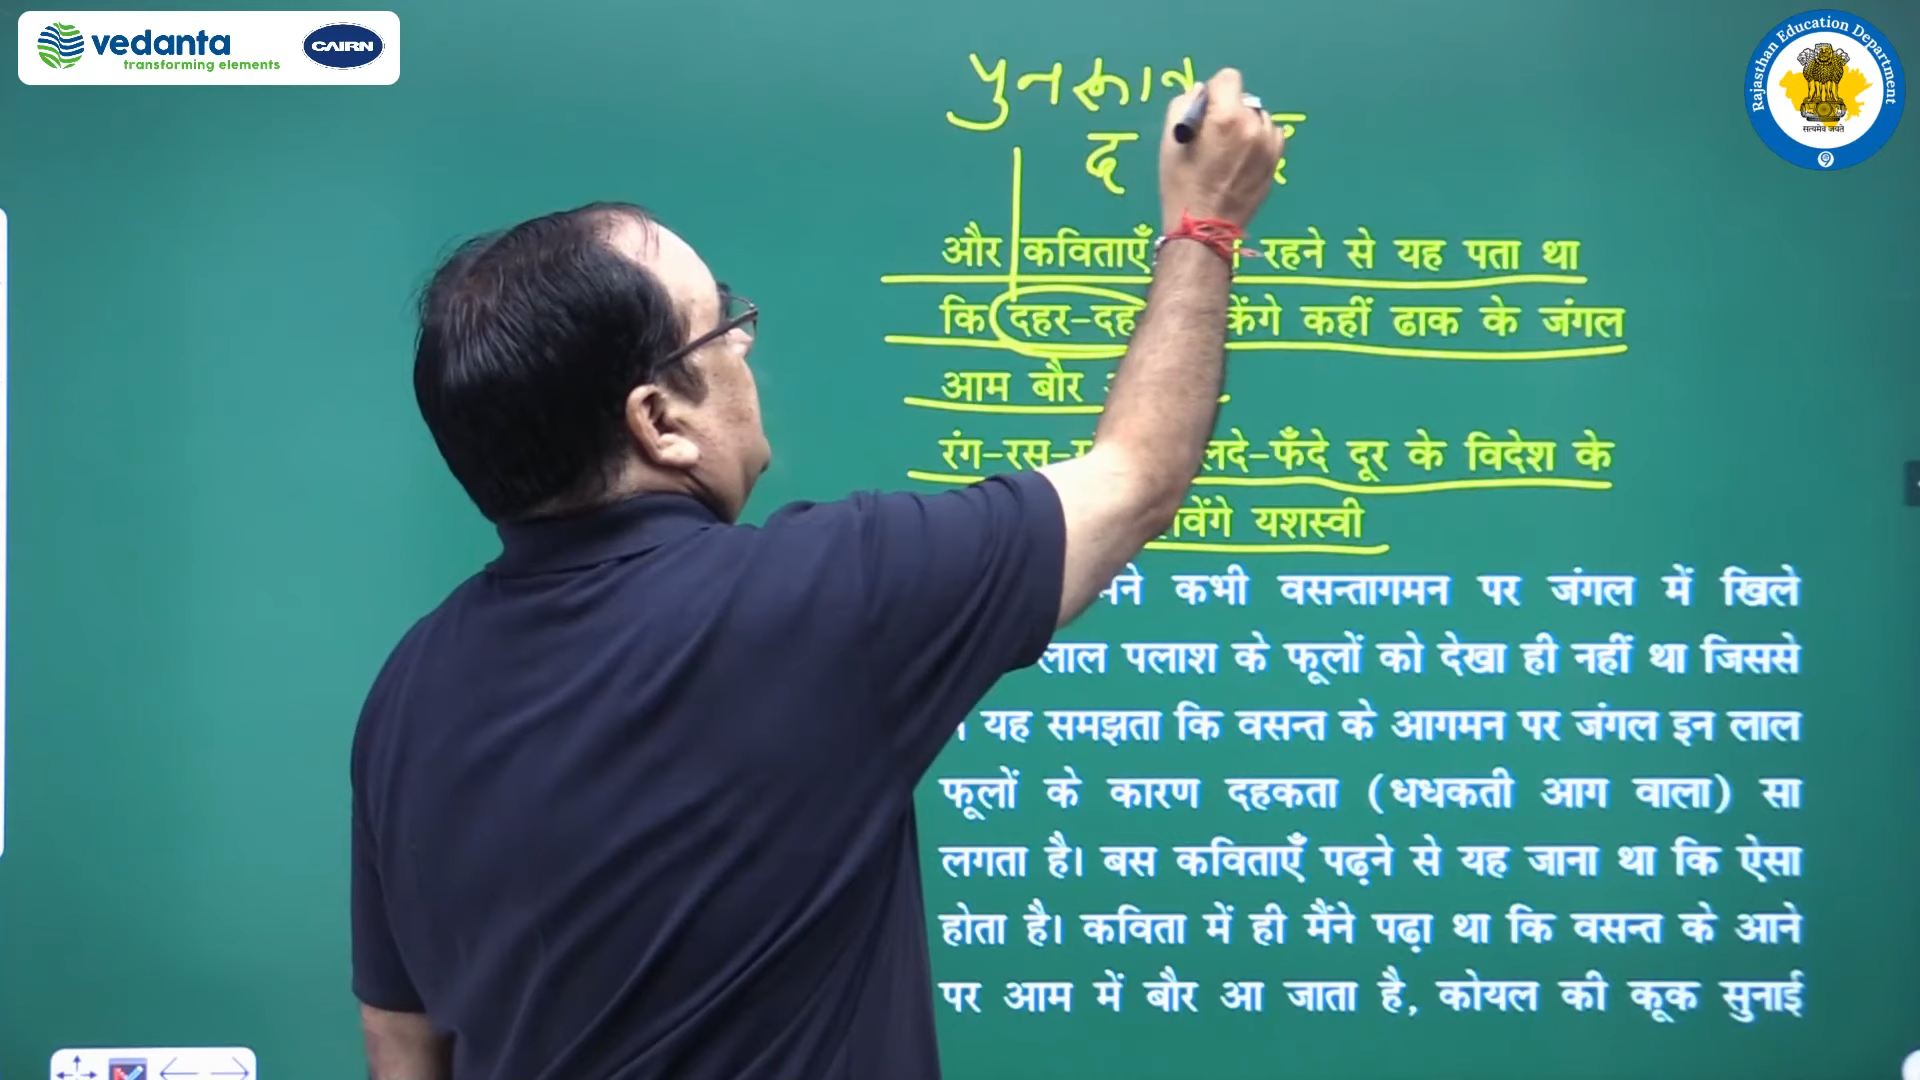 vedanta
transforming elements
CAIRN
Rajasthan Education Department
सत्यमेव जयते
द
और कविताएँ रहने से यह पता था
कि दहर-दह केंगे कहीं ढाक के जंगल
आम बौर
रंग-रस- लदे-फँदे दूर के विदेश के
वेंगे यशस्वी
मैंने कभी वसन्तागमन पर जंगल में खिले
लाल पलाश के फूलों को देखा ही नहीं था जिससे
यह समझता कि वसन्त के आगमन पर जंगल इन लाल
फूलों के कारण दहकता (धधकती आग वाला) सा
लगता है। बस कविताएँ पढ़ने से यह जाना था कि ऐसा
होता है। कविता में ही मैंने पढ़ा था कि वसन्त के आने
पर आम में बौर आ जाता है, कोयल की कूक सुनाई